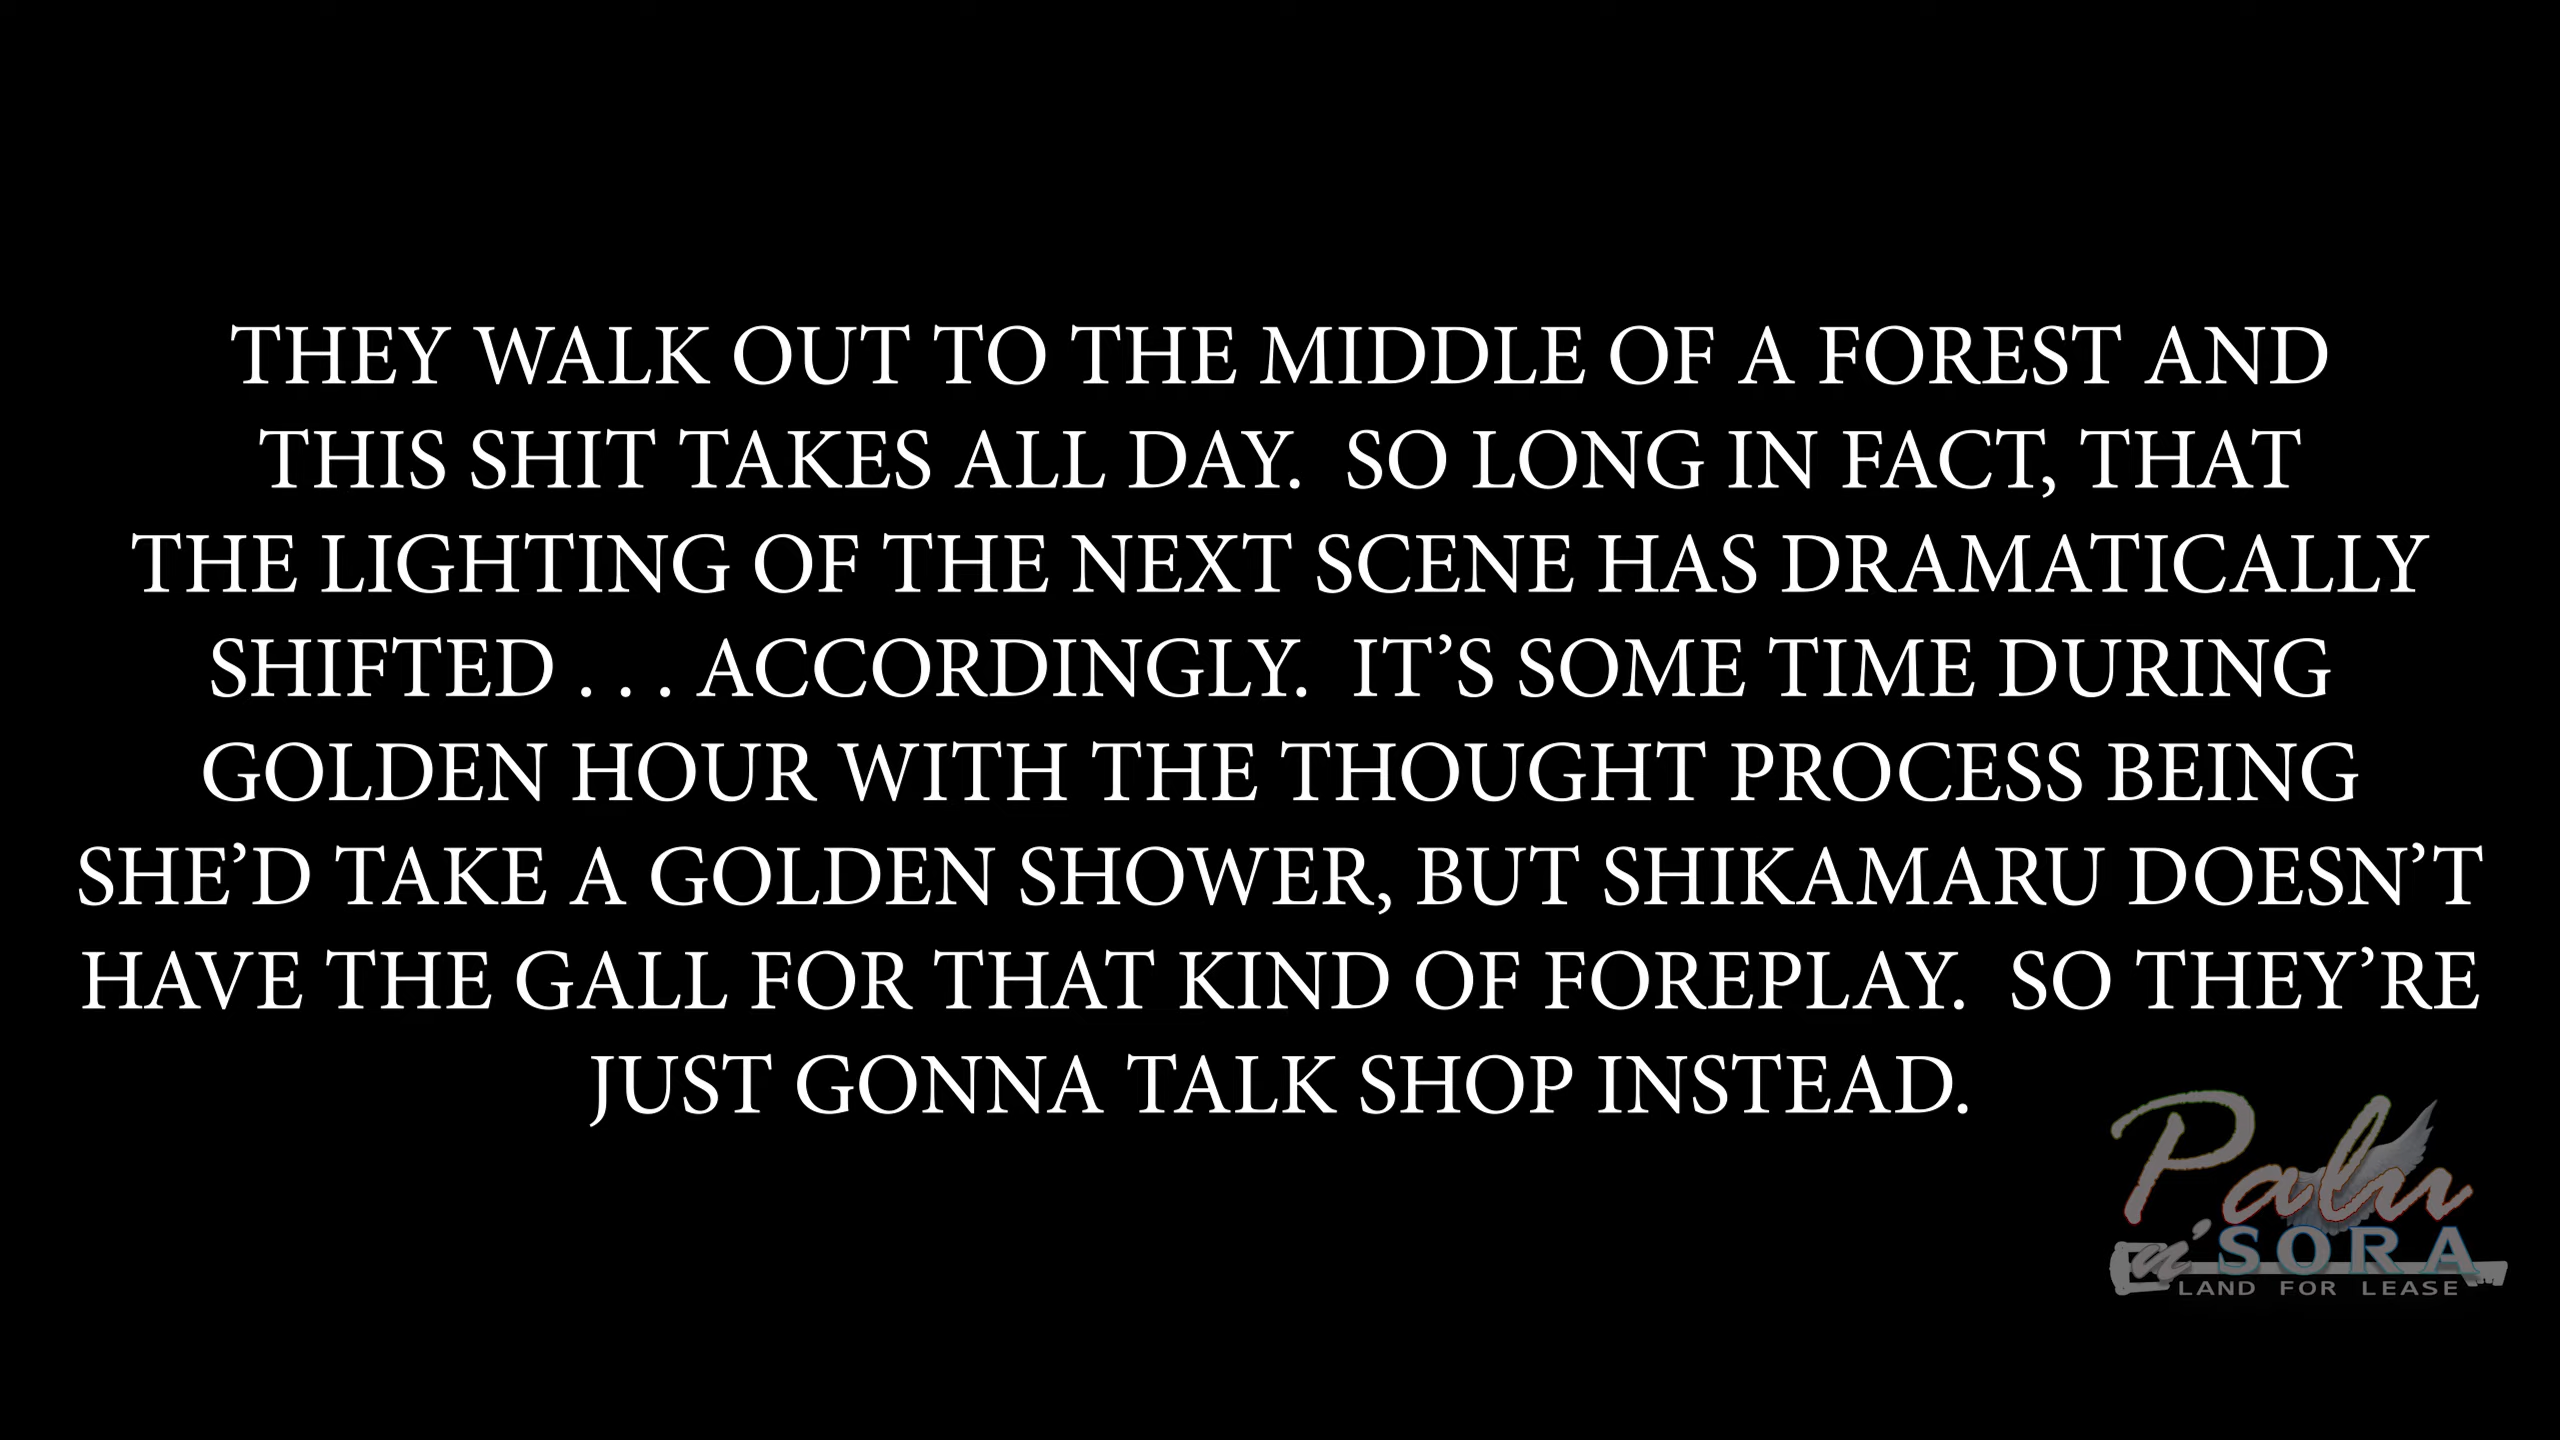 THEY WALK OUT TO THE MIDDLE OF A FOREST AND
THIS SHIT TAKES ALL DAY.  SO LONG IN FACT, THAT
THE LIGHTING OF THE NEXT SCENE HAS DRAMATICALLY
SHIFTED . . . ACCORDINGLY.  IT’S SOME TIME DURING
GOLDEN HOUR WITH THE THOUGHT PROCESS BEING
SHE’D TAKE A GOLDEN SHOWER, BUT SHIKAMARU DOESN’T
HAVE THE GALL FOR THAT KIND OF FOREPLAY.  SO THEY’RE
JUST GONNA TALK SHOP INSTEAD.
Palu
n’ SORA
LAND FOR LEASE